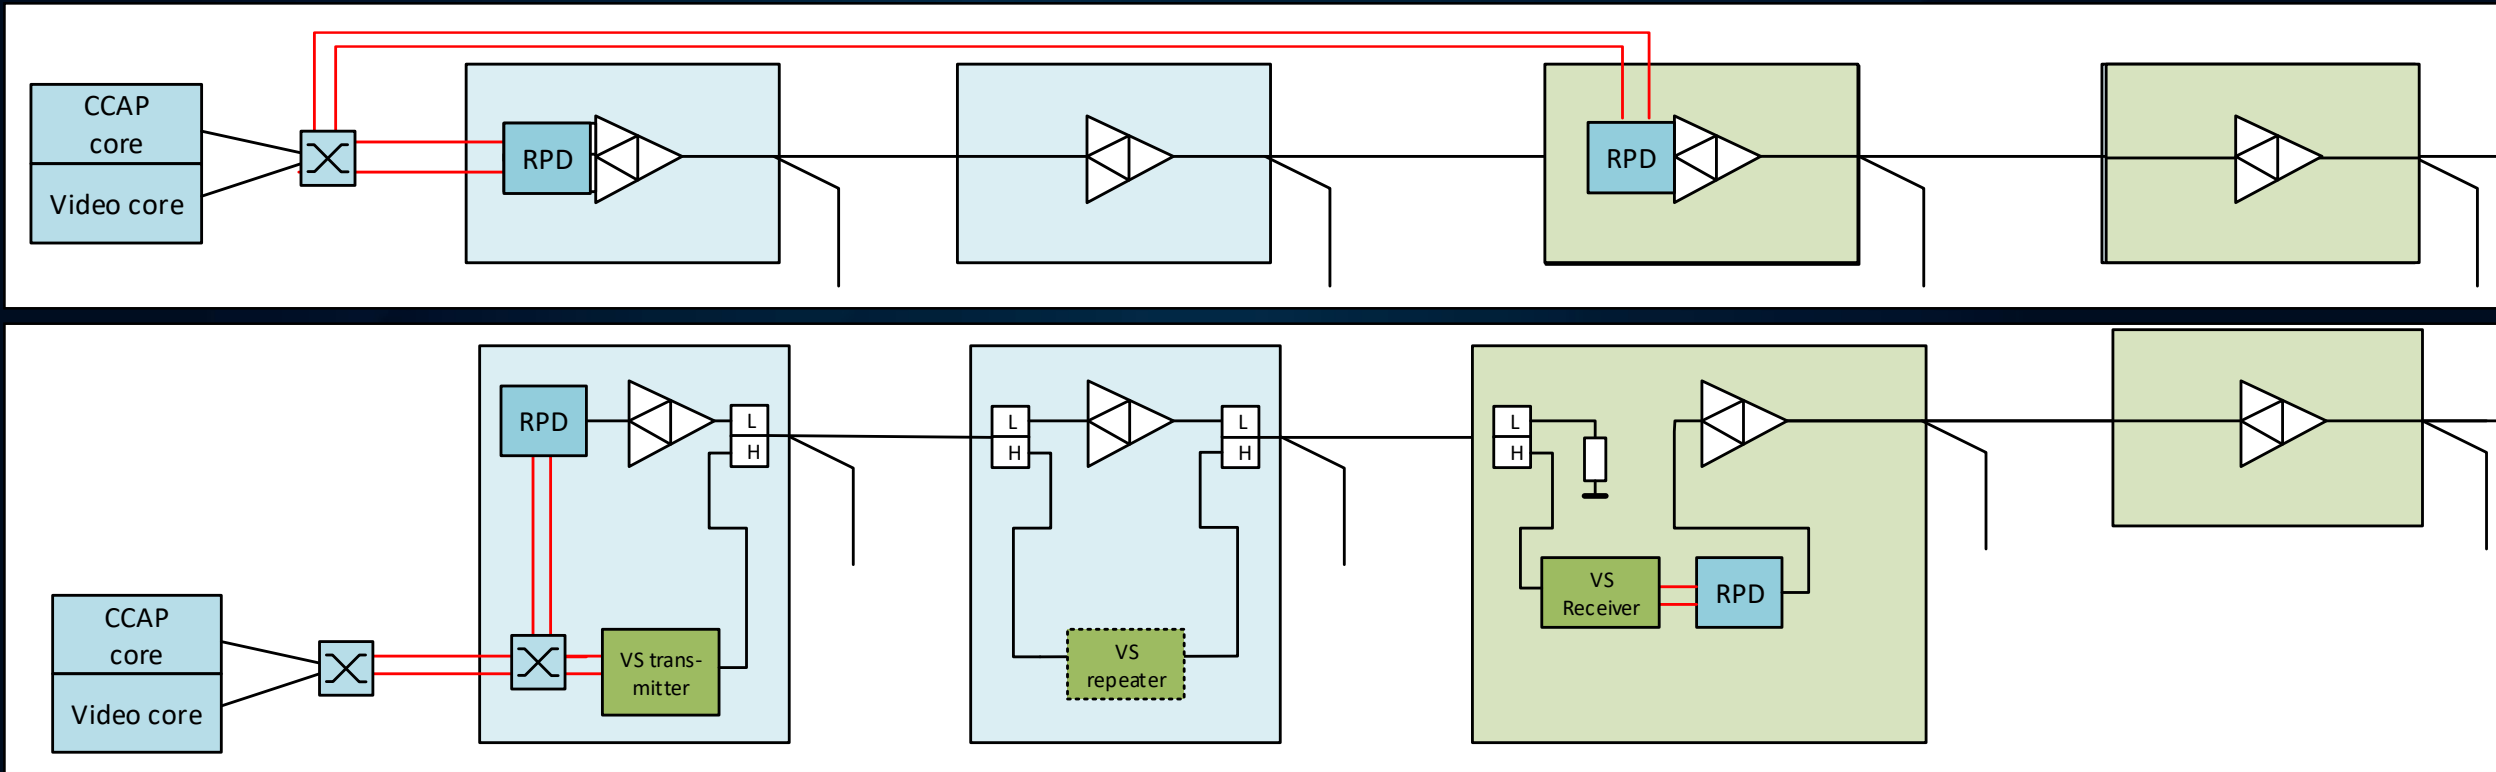 CCAP
core
Video core
RPD
RPD
RPD
L
H
L
H
L
H
L
H
VS
Receiver
RPD
CCAP
core
Video core
VS trans-
mitter
VS
repeater